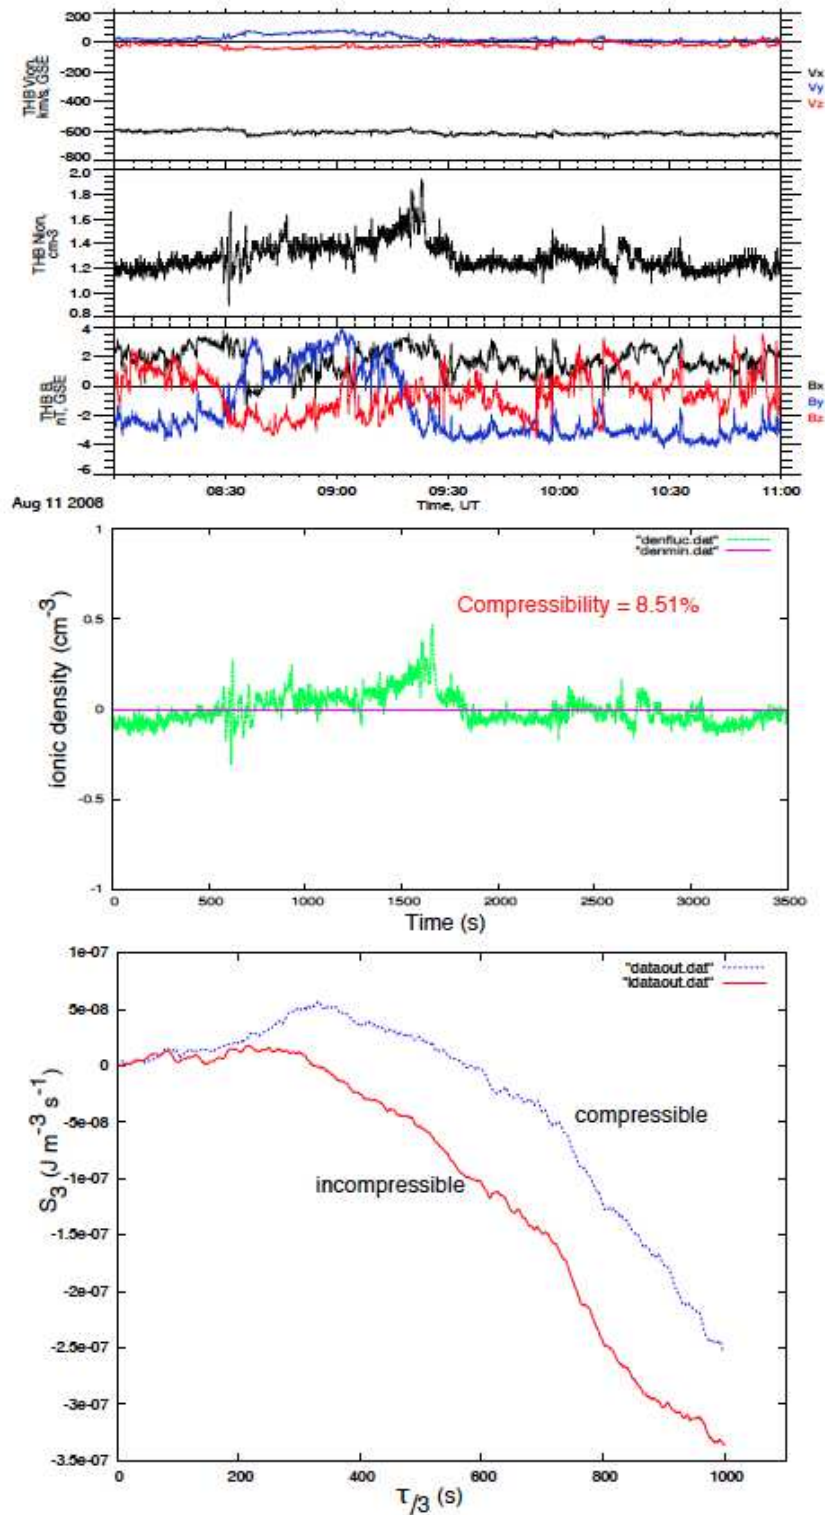 200
0
-200
-400
-600
-800
THB Vion,
km/s, GSE
Vx
Vy
Vz
2.0
1.8
1.6
1.4
1.2
1.0
0.8
THB Nion,
cm-3
4
2
0
-2
-4
-6
THB B,
nT, GSE
Bx
By
Bz
08:30 09:00 09:30 10:00 10:30 11:00
Aug 11 2008
Time, UT
1
0.5
0
-0.5
-1
ionic density (cm⁻³)
"denfluc.dat"
"denmin.dat"
Compressibility = 8.51%
0 500 1000 1500 2000 2500 3000 3500
Time (s)
1e-07
5e-08
0
-5e-08
-1e-07
-1.5e-07
-2e-07
-2.5e-07
-3e-07
-3.5e-07
S₃ (J m⁻³ s⁻¹)
"dataout.dat"
"Idataout.dat"
compressible
incompressible
0 200 400 600 800 1000
τ/3 (s)